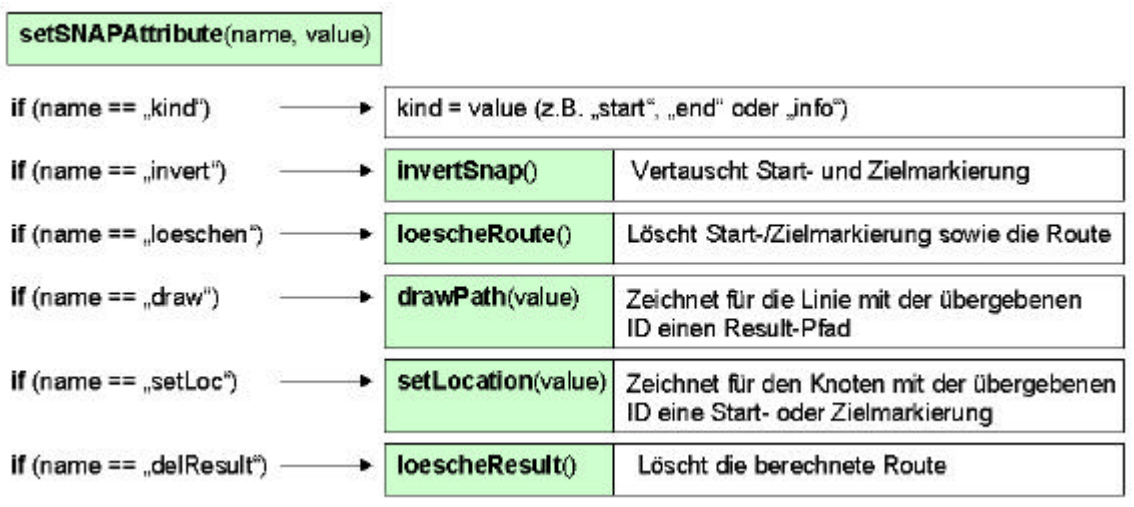 setSNAPAttribute(name, value)
if (name == „kind“)
kind = value (z.B. „start“, „end“ oder „info“)
if (name == „invert“)
invertSnap()
Vertauscht Start- und Zielmarkierung
if (name == „loeschen“)
loescheRoute()
Löscht Start-/Zielmarkierung sowie die Route
if (name == „draw“)
drawPath(value)
Zeichnet für die Linie mit der übergebenen
ID einen Result-Pfad
if (name == „setLoc“)
setLocation(value)
Zeichnet für den Knoten mit der übergebenen
ID eine Start- oder Zielmarkierung
if (name == „delResult“)
loescheResult()
Löscht die berechnete Route